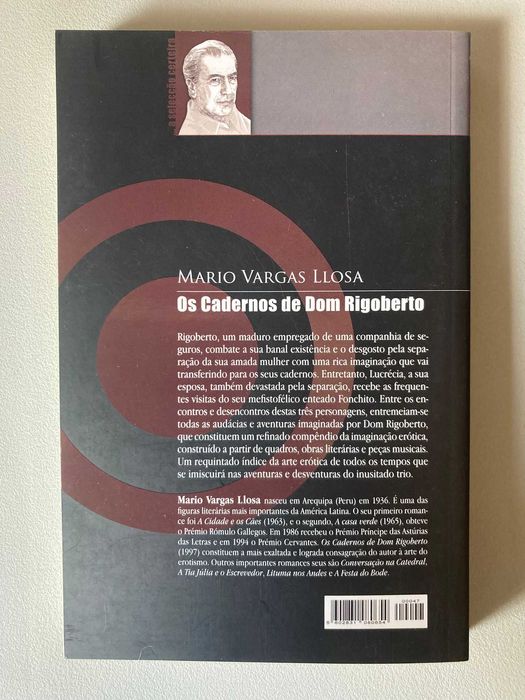 a selecção certeira
MARIO VARGAS LLOSA
Os Cadernos de Dom Rigoberto
Rigoberto, um maduro empregado de uma companhia de se-
guros, combate a sua banal existência e o desgosto pela sepa-
ração da sua amada mulher com uma rica imaginação que vai
transferindo para os seus cadernos. Entretanto, Lucrécia, a sua
esposa, também devastada pela separação, recebe as frequen-
tes visitas do seu mefistofélico enteado Fonchito. Entre os en-
contros e desencontros destas três personagens, entremeiam-se
todas as audácias e aventuras imaginadas por Dom Rigoberto,
que constituem um refinado compêndio da imaginação erótica,
construído a partir de quadros, obras literárias e peças musicais.
Um requintado índice da arte erótica de todos os tempos que
se imiscuirá nas aventuras e desventuras do inusitado trio.
Mario Vargas Llosa nasceu em Arequipa (Peru) em 1936. É uma das
figuras literárias mais importantes da América Latina. O seu primeiro roman-
ce foi A Cidade e os Cães (1963), e o segundo, A casa verde (1965), obteve
o Prémio Rómulo Gallegos. Em 1986 recebeu o Prémio Príncipe das Astúrias
das Letras e em 1994 o Prémio Cervantes. Os Cadernos de Dom Rigoberto
(1997) constituem a mais exaltada e lograda consagração do autor à arte do
erotismo. Outros importantes romances seus são Conversação na Catedral,
A Tia Júlia e o Escrevedor, Lituma nos Andes e A Festa do Bode.
00047
5602831060854